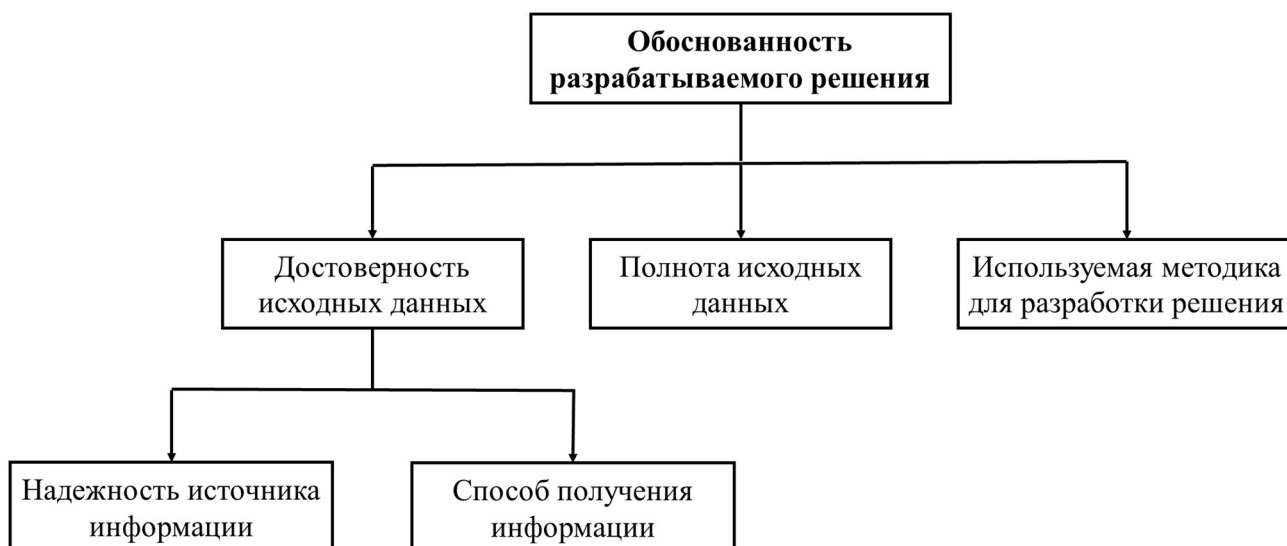 Обоснованность
разрабатываемого решения
Достоверность
исходных данных
Полнота исходных
данных
Используемая методика
для разработки решения
Надежность источника
информации
Способ получения
информации